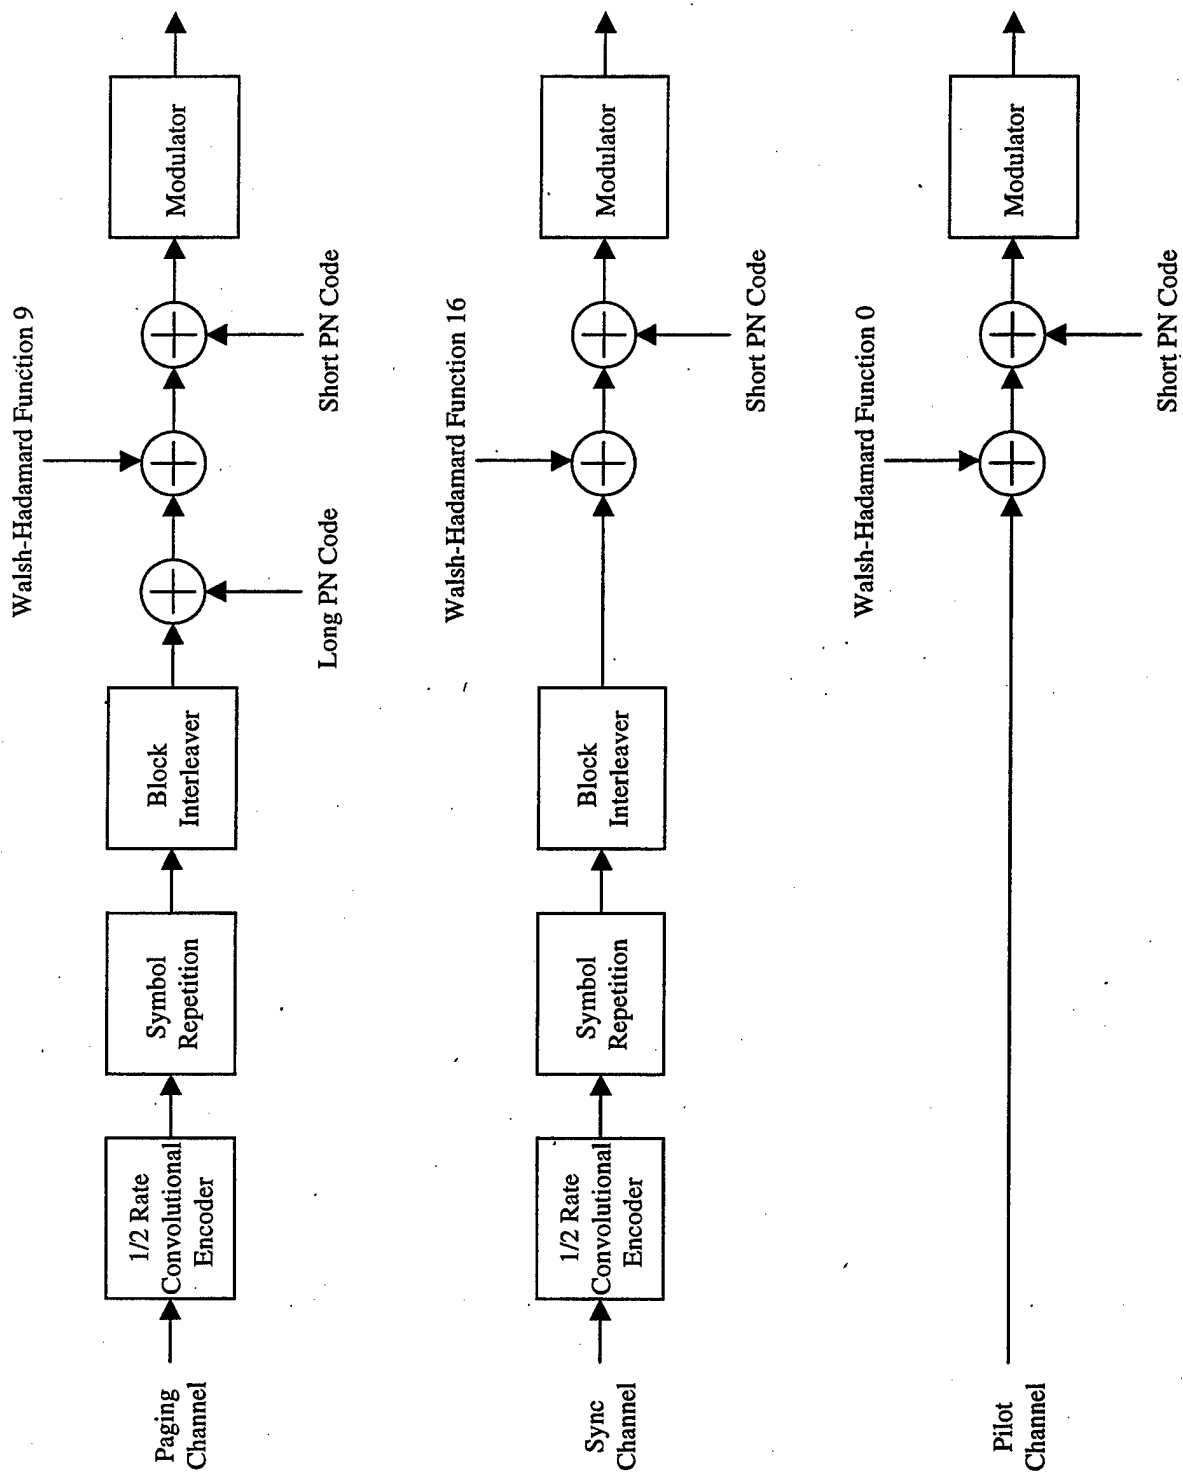 Paging
Channel
1/2 Rate
Convolutional
Encoder
Symbol
Repetition
Block
Interleaver
Long PN Code
Walsh-Hadamard Function 9
Short PN Code
Modulator
Sync
Channel
1/2 Rate
Convolutional
Encoder
Symbol
Repetition
Block
Interleaver
Walsh-Hadamard Function 16
Short PN Code
Modulator
Pilot
Channel
Walsh-Hadamard Function 0
Short PN Code
Modulator